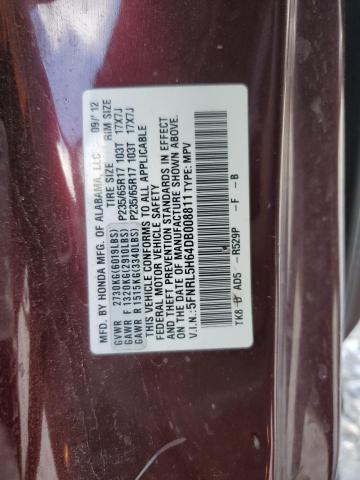 MFD. BY HONDA MFG. OF ALABAMA, LLC. 09/'12
TIRE SIZE RIM SIZE
GVWR 2730KG(6019LBS)
GAWR F 1320KG(2910LBS) P235/65R17 103T 17X7J
GAWR R 1515KG(3340LBS) P235/65R17 103T 17X7J
THIS VEHICLE CONFORMS TO ALL APPLICABLE
FEDERAL MOTOR VEHICLE SAFETY, BUMPER,
AND THEFT PREVENTION STANDARDS IN EFFECT
ON THE DATE OF MANUFACTURE SHOWN ABOVE.
V.I.N.: 5FNRL5H64DB008811 TYPE: MPV
TK8 - AD5 - R529P - F - B